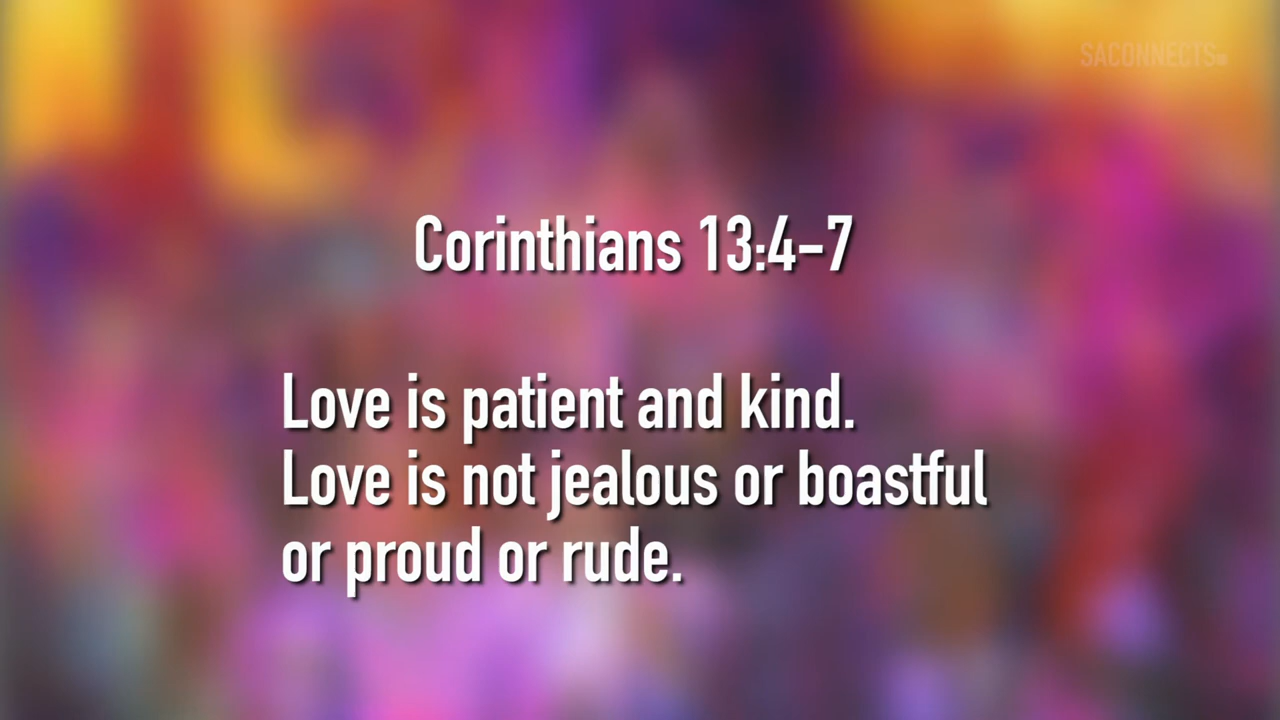 SACONNECTS
Corinthians 13:4-7
Love is patient and kind.
Love is not jealous or boastful
or proud or rude.